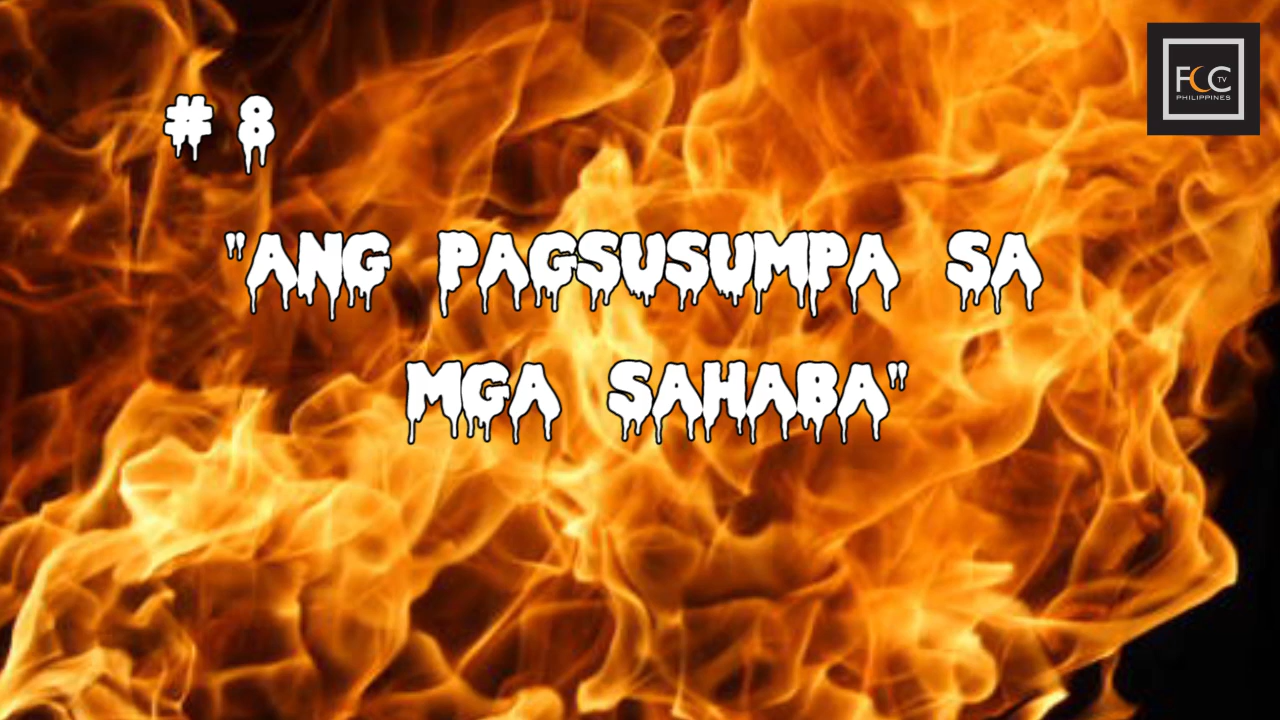 FCC TV
PHILIPPINES
# 8
"ANG PAGSUSUMPA SA
MGA SAHABA"